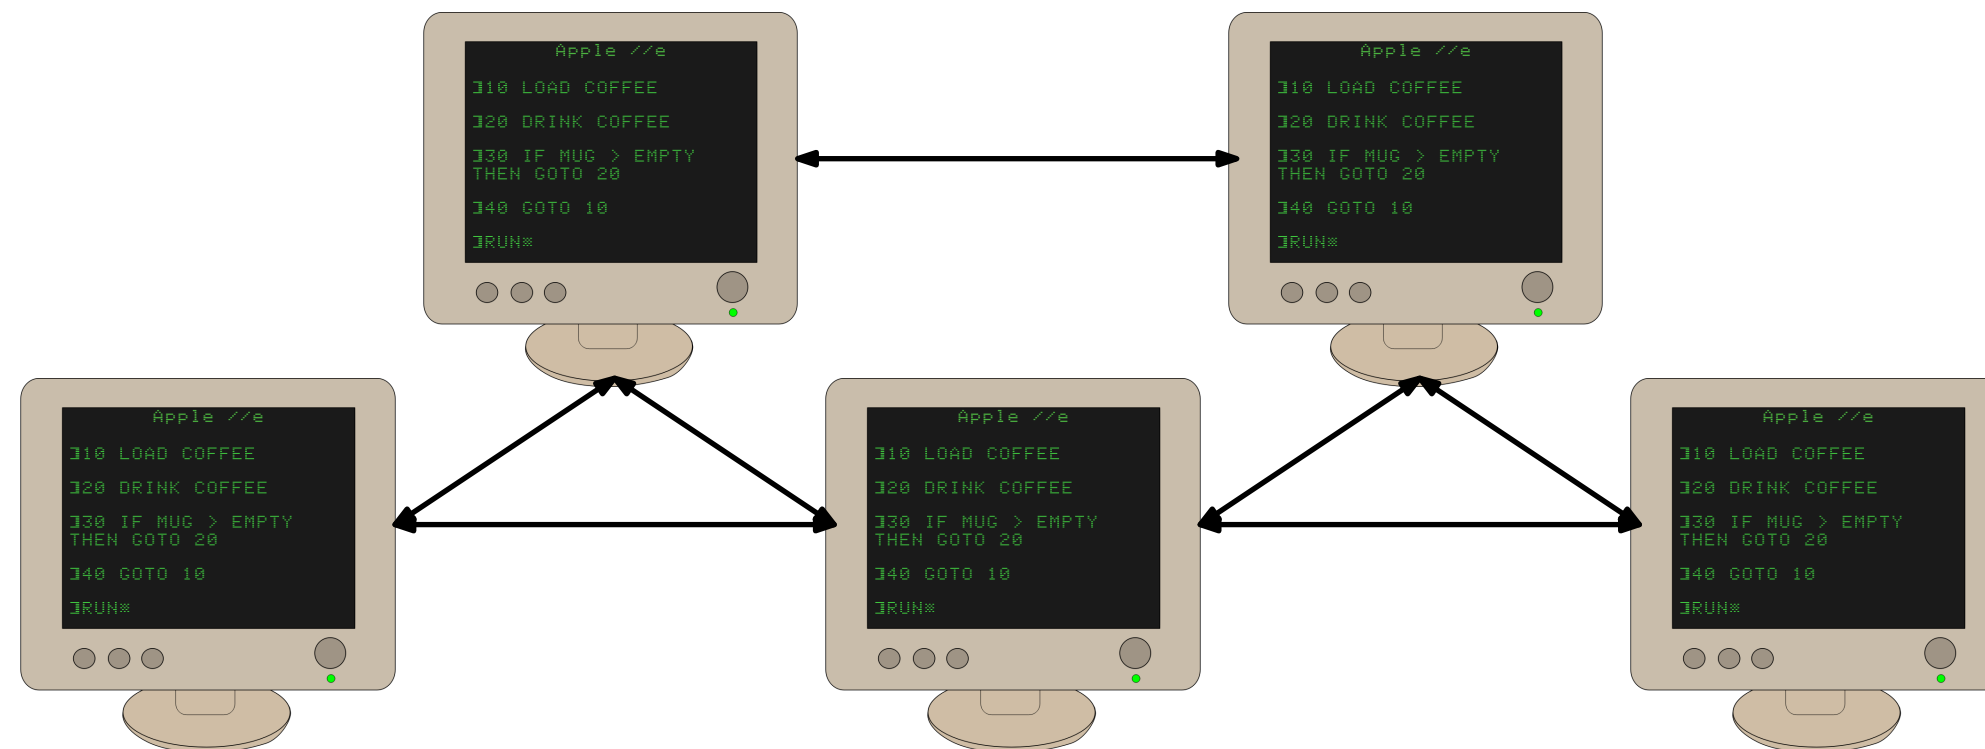 Apple //e
]10 LOAD COFFEE
]20 DRINK COFFEE
]30 IF MUG > EMPTY
THEN GOTO 20
]40 GOTO 10
]RUN※
Apple //e
]10 LOAD COFFEE
]20 DRINK COFFEE
]30 IF MUG > EMPTY
THEN GOTO 20
]40 GOTO 10
]RUN※
Apple //e
]10 LOAD COFFEE
]20 DRINK COFFEE
]30 IF MUG > EMPTY
THEN GOTO 20
]40 GOTO 10
]RUN※
Apple //e
]10 LOAD COFFEE
]20 DRINK COFFEE
]30 IF MUG > EMPTY
THEN GOTO 20
]40 GOTO 10
]RUN※
Apple //e
]10 LOAD COFFEE
]20 DRINK COFFEE
]30 IF MUG > EMPTY
THEN GOTO 20
]40 GOTO 10
]RUN※